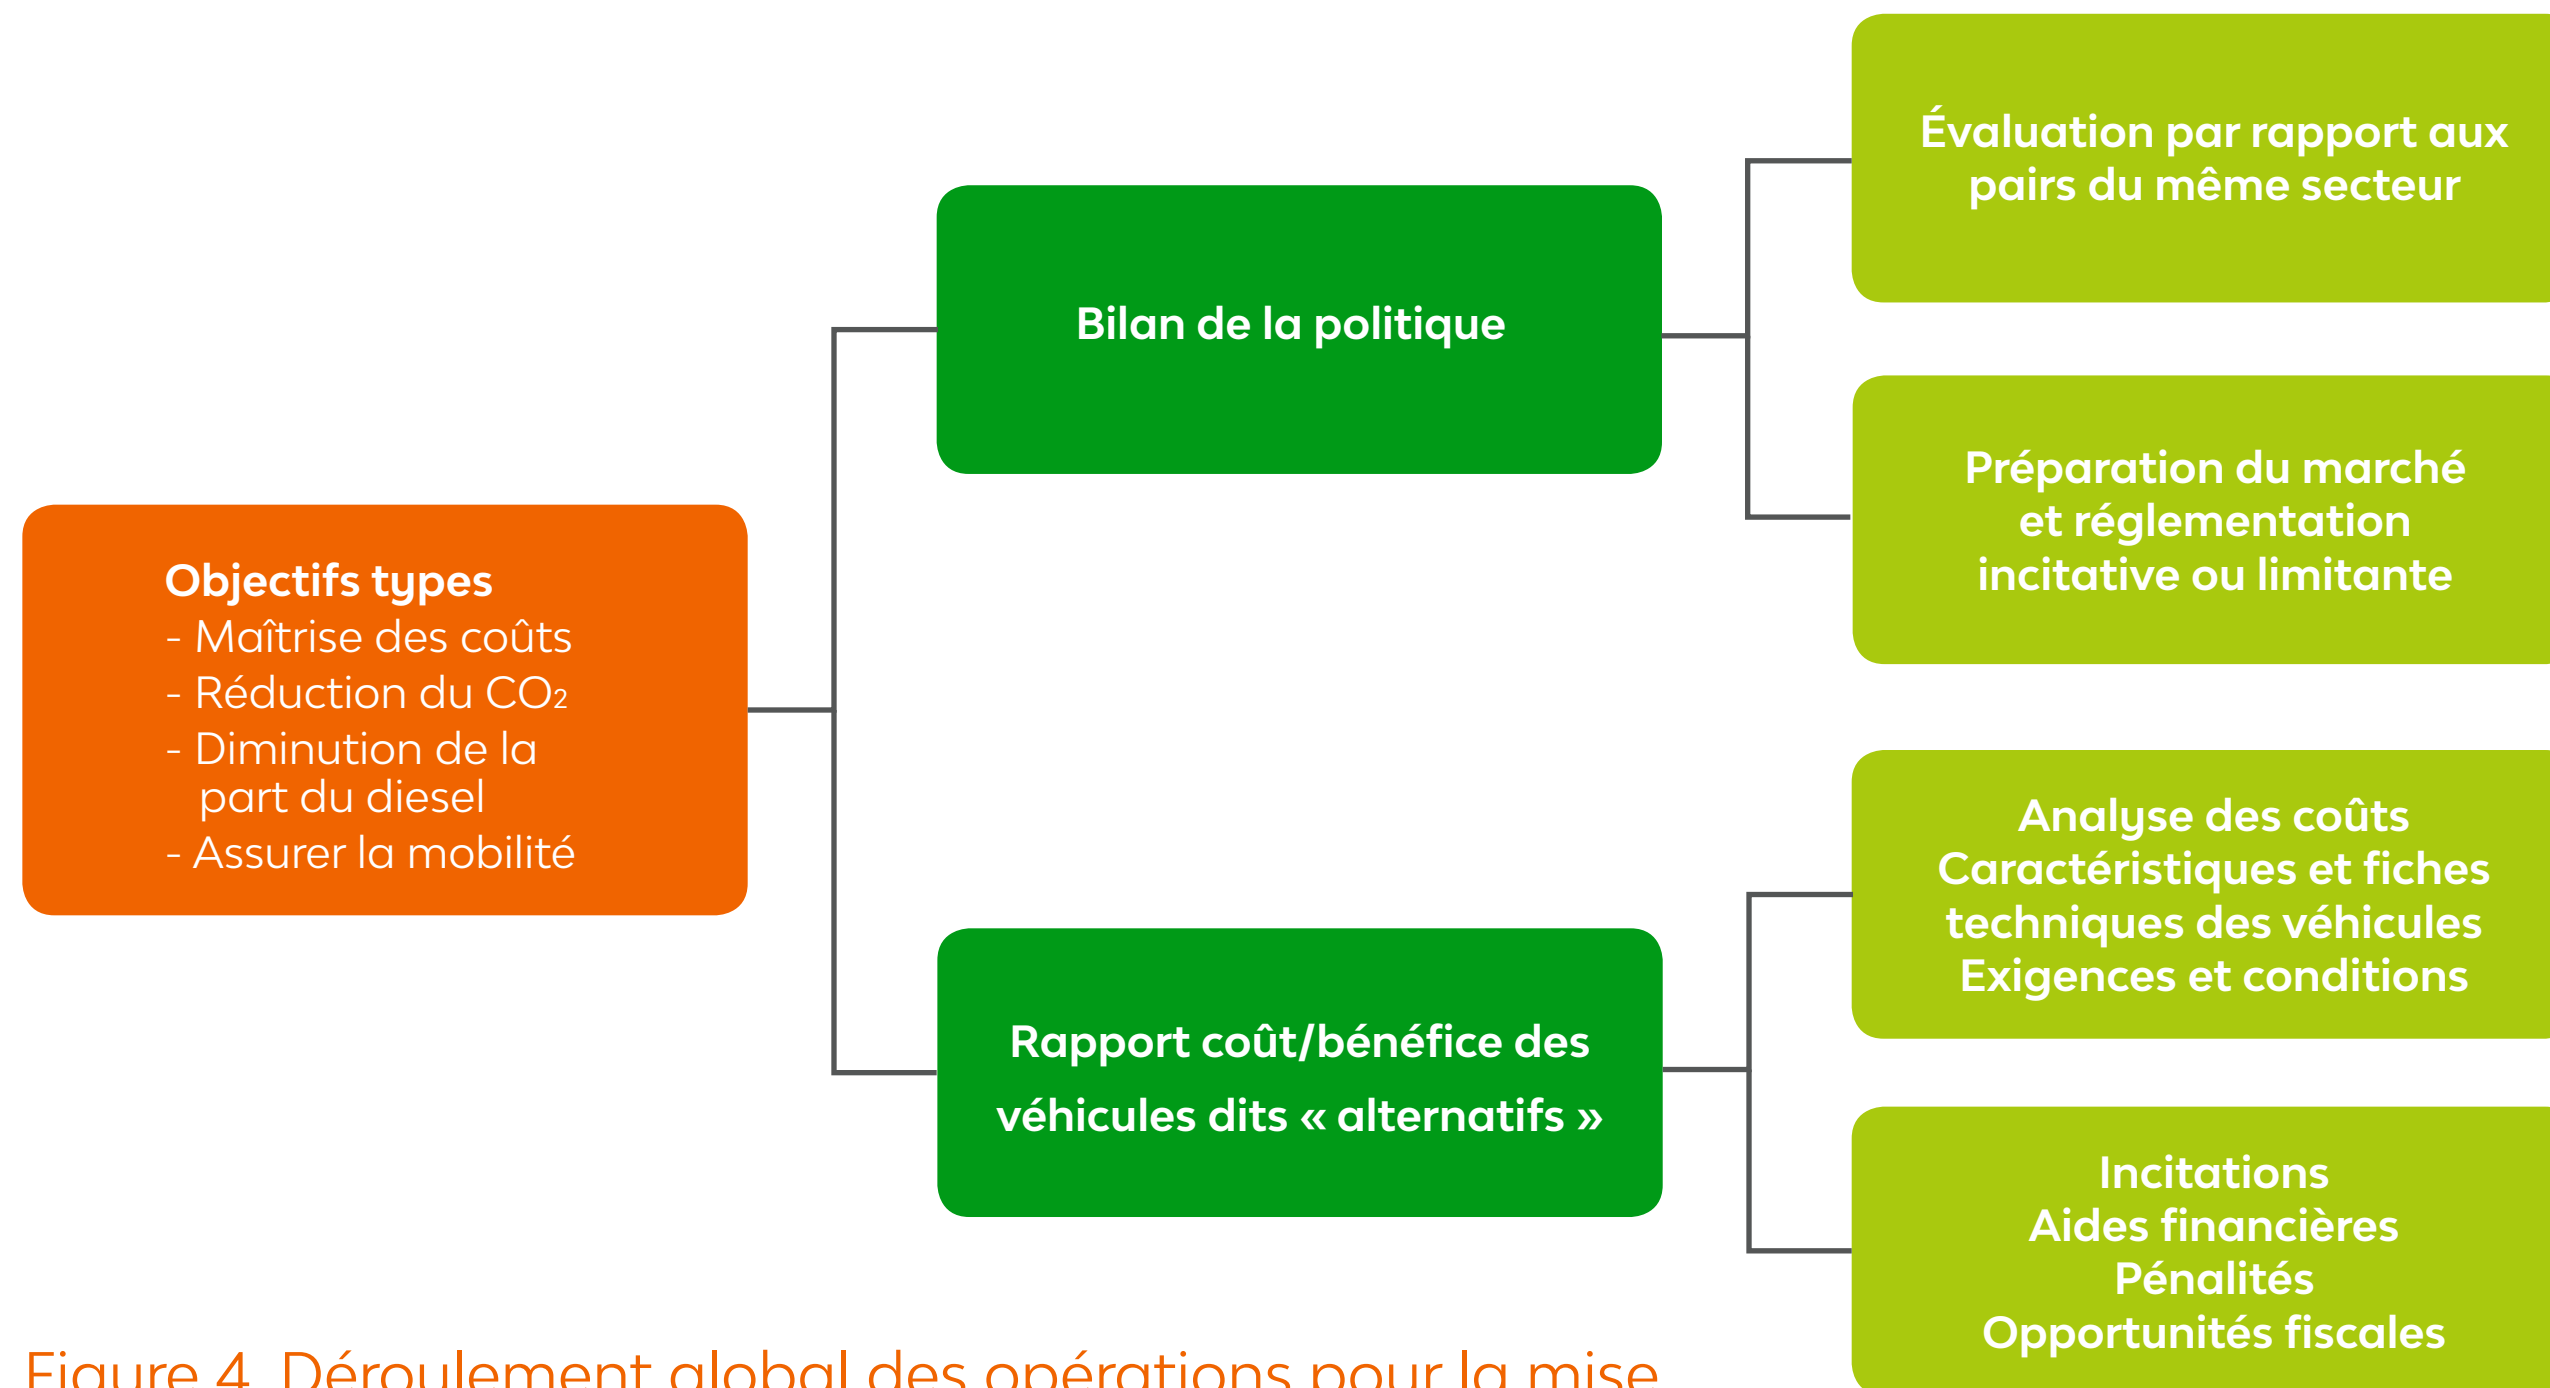 Évaluation par rapport aux
pairs du même secteur
Bilan de la politique
Préparation du marché
et réglementation
incitative ou limitante
Objectifs types
- Maîtrise des coûts
- Réduction du CO₂
- Diminution de la
part du diesel
- Assurer la mobilité
Analyse des coûts
Caractéristiques et fiches
techniques des véhicules
Exigences et conditions
Rapport coût/bénéfice des
véhicules dits « alternatifs »
Incitations
Aides financières
Pénalités
Opportunités fiscales
Figure 4. Déroulement global des opérations pour la mise